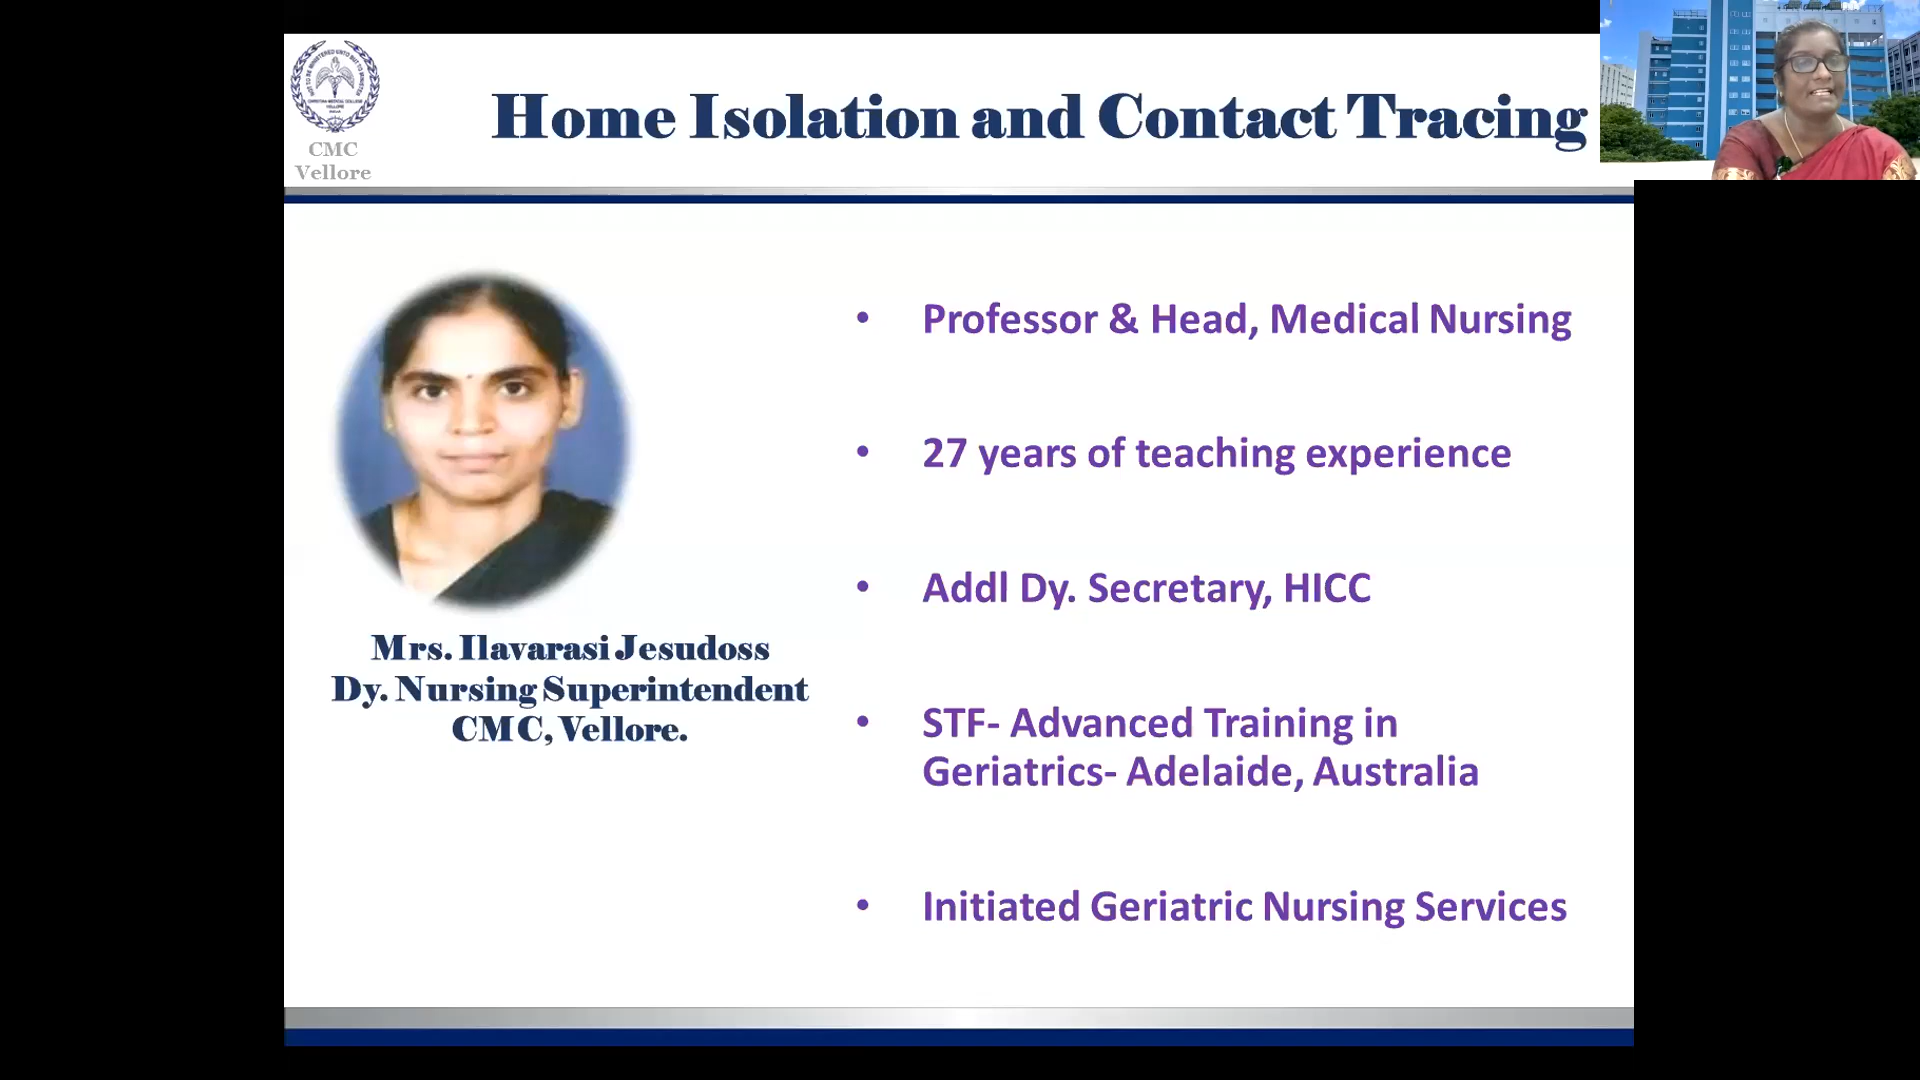 CMC
Vellore
Home Isolation and Contact Tracing
Mrs. Ilavarasi Jesudoss
Dy. Nursing Superintendent
CMC, Vellore.
• Professor & Head, Medical Nursing
• 27 years of teaching experience
• Addl Dy. Secretary, HICC
• STF- Advanced Training in
Geriatrics- Adelaide, Australia
• Initiated Geriatric Nursing Services